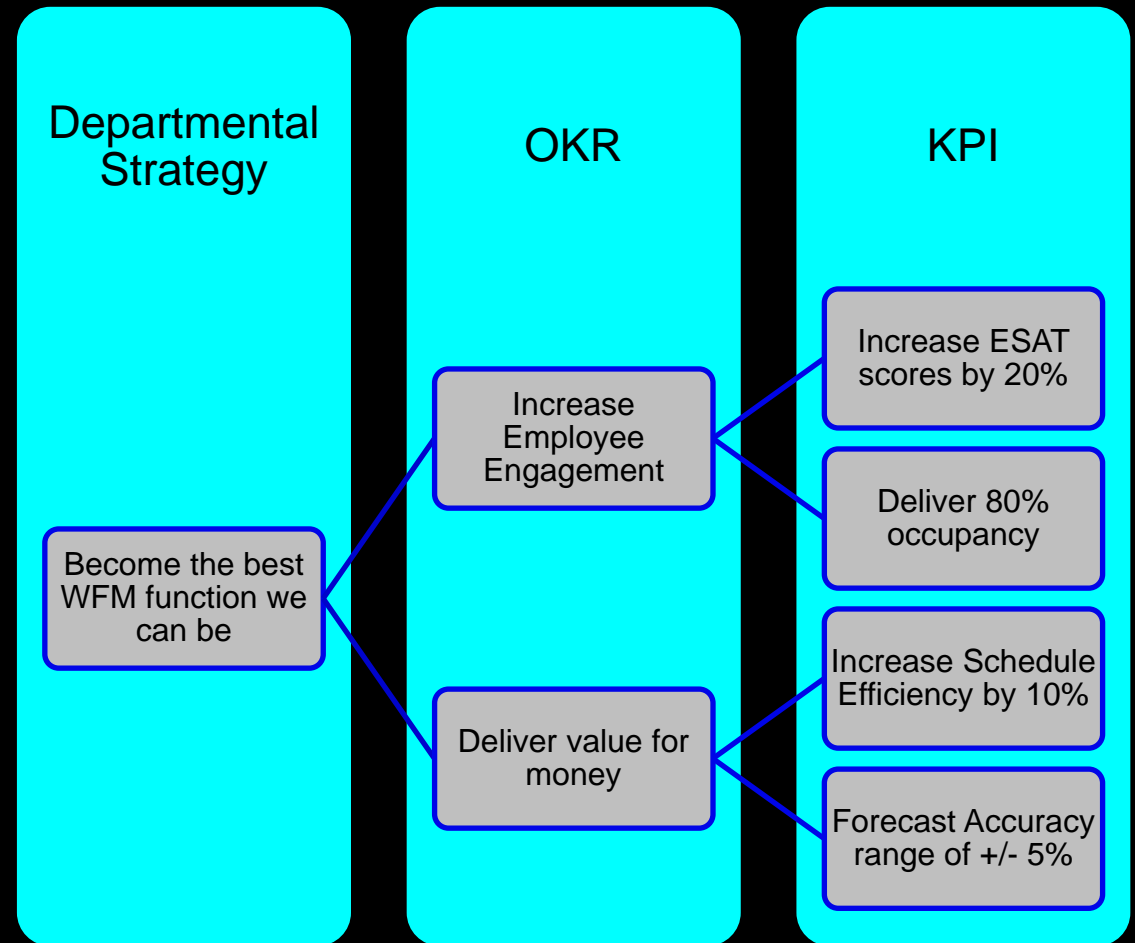 Departmental
Strategy
OKR
KPI
Become the best
WFM function we
can be
Increase
Employee
Engagement
Deliver value for
money
Increase ESAT
scores by 20%
Deliver 80%
occupancy
Increase Schedule
Efficiency by 10%
Forecast Accuracy
range of +/- 5%